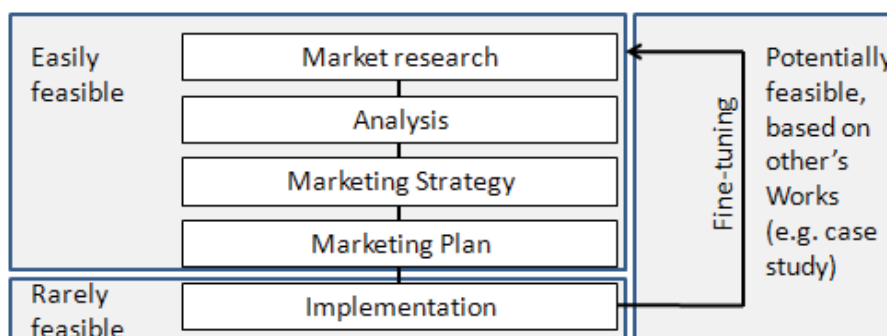 Easily
feasible
Market research
Analysis
Marketing Strategy
Marketing Plan
Rarely
feasible
Implementation
Fine-tuning
Potentially
feasible,
based on
other’s
Works
(e.g. case
study)